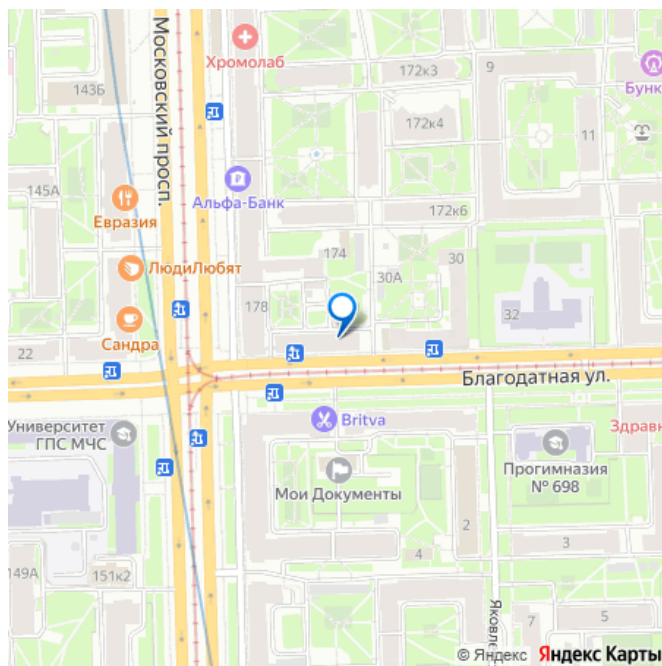 Хромолаб
172к3
9
143Б
Бунк
Московский просп.
172к4
11
145А
Альфа-Банк
172к6
Евразия
174
30
ЛюдиЛюбят
30А
178
32
Сандра
22
Благодатная ул.
Университет
ГПС МЧС
Britva
Здравн
Прогимназия
№ 698
Мои Документы
2
3
4
149А
151к2
Яковле
7
5
© Яндекс
Яндекс Карты